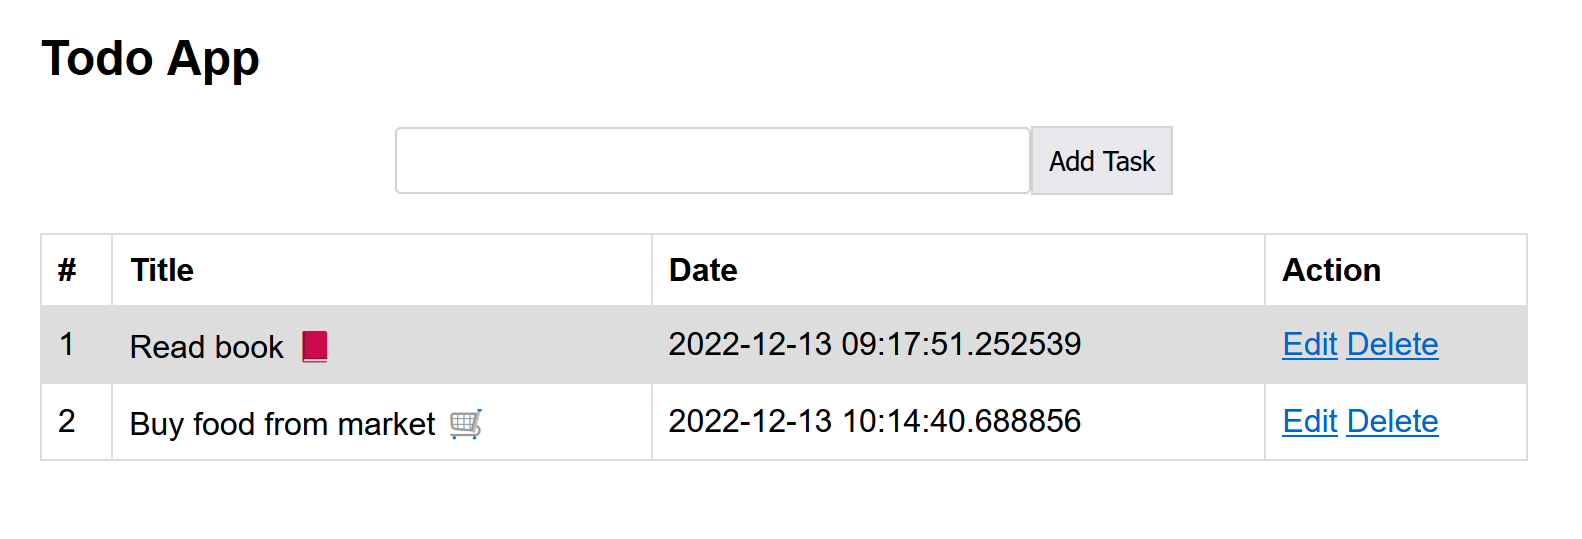 Todo App
Add Task
# Title Date Action
1 Read book 📕 2022-12-13 09:17:51.252539 Edit Delete
2 Buy food from market 🛒 2022-12-13 10:14:40.688856 Edit Delete